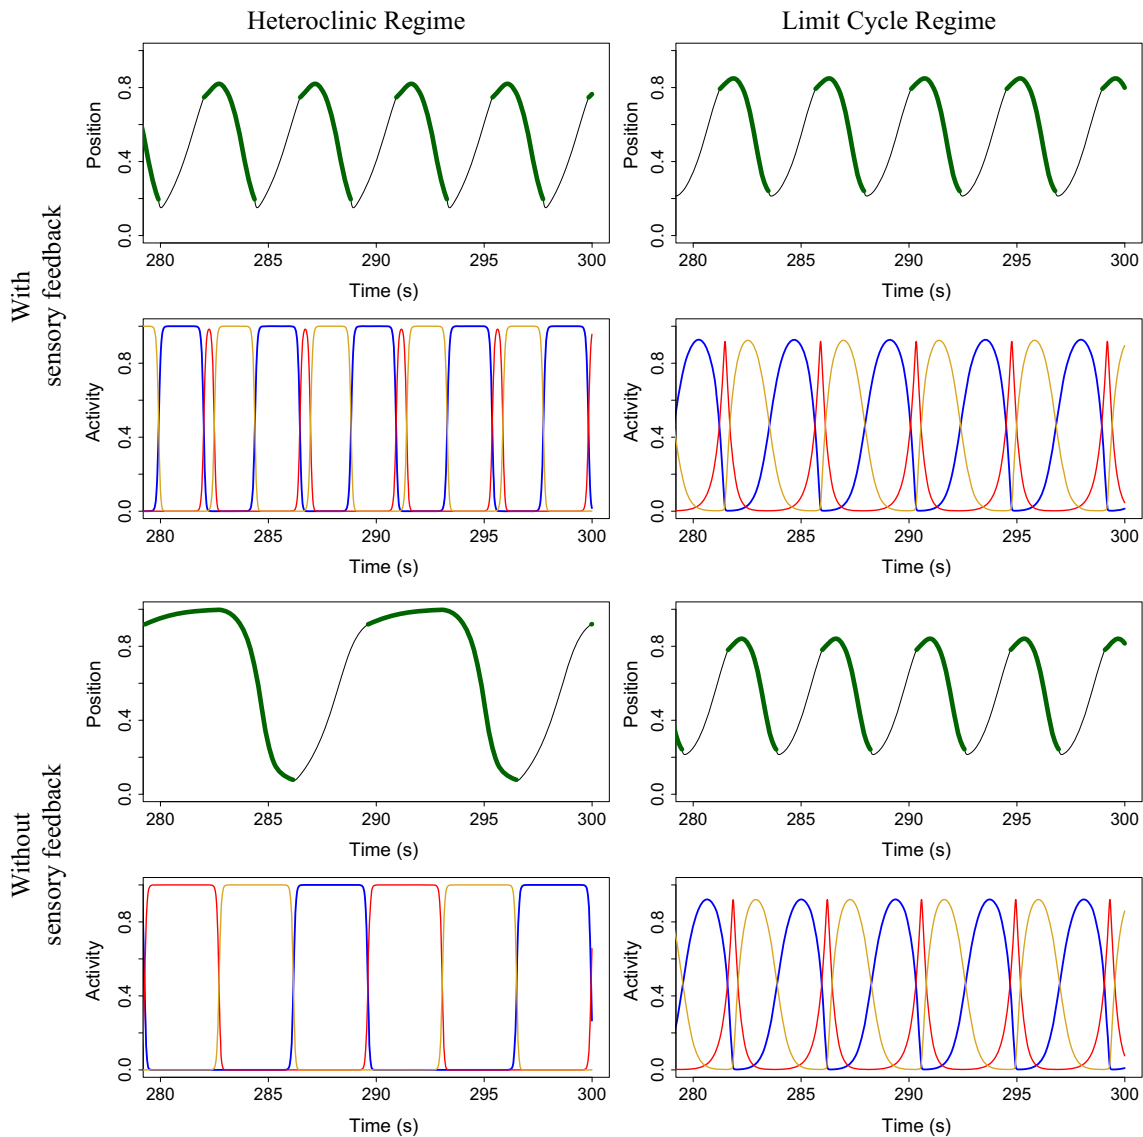 Heteroclinic Regime
Limit Cycle Regime
With
sensory feedback
Position
0.0 0.4 0.8
280 285 290 295 300
Time (s)
Position
0.0 0.4 0.8
280 285 290 295 300
Time (s)
Activity
0.0 0.4 0.8
280 285 290 295 300
Time (s)
Activity
0.0 0.4 0.8
280 285 290 295 300
Time (s)
Without
sensory feedback
Position
0.0 0.4 0.8
280 285 290 295 300
Time (s)
Position
0.0 0.4 0.8
280 285 290 295 300
Time (s)
Activity
0.0 0.4 0.8
280 285 290 295 300
Time (s)
Activity
0.0 0.4 0.8
280 285 290 295 300
Time (s)